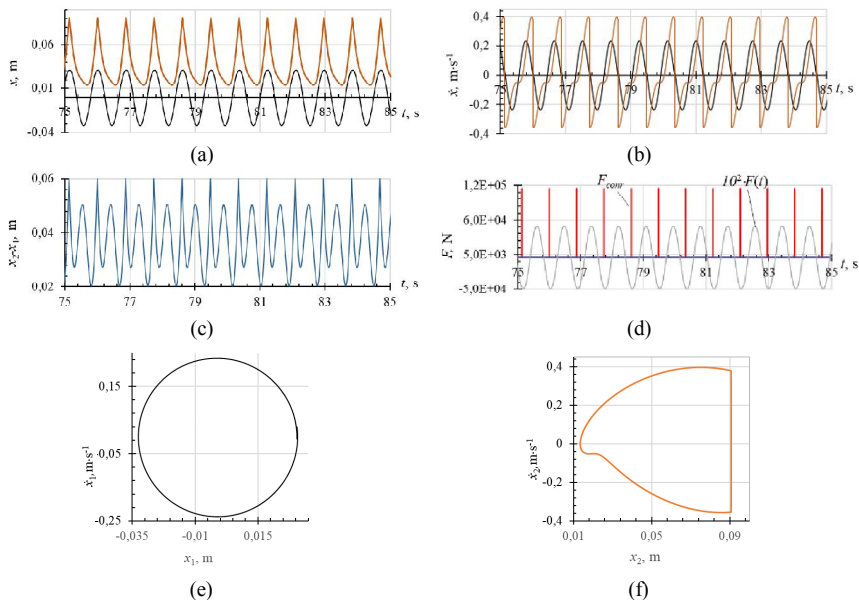 x, m
0,06
0,01
-0,04
75
77
79
81
83
85
t, s
(a)
ẋ, m·s-1
0,4
0,2
0
-0,2
-0,4
75
77
79
81
83
85
t, s
(b)
x2-x1, m
0,06
0,04
0,02
75
77
79
81
83
85
t, s
(c)
F, N
1,2E+05
6,0E+04
5,0E+03
-5,0E+04
Fconv
10-2·F(t)
75
77
79
81
83
85
t, s
(d)
ẋ1,m·s-1
0,15
-0,05
-0,25
-0,035
-0,01
0,015
x1, m
(e)
ẋ2,m·s-1
0,4
0,2
0
-0,2
-0,4
0,01
0,05
0,09
x2, m
(f)